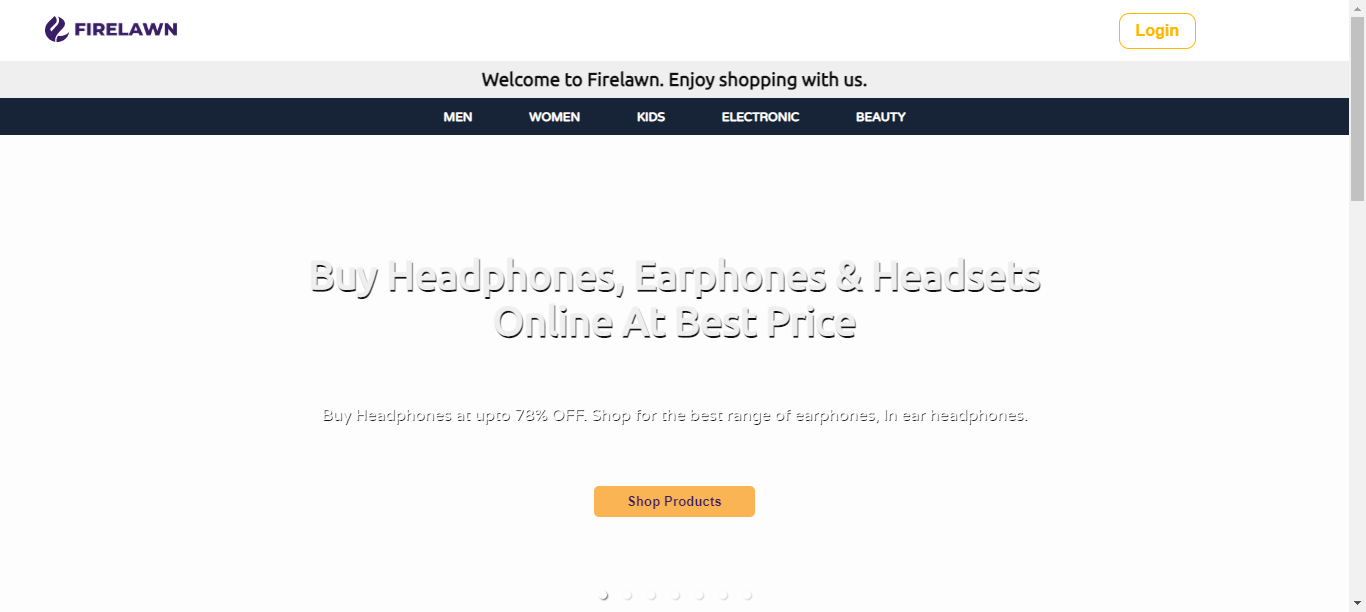 FIRELAWN
Login
Welcome to Firelawn. Enjoy shopping with us.
MEN WOMEN KIDS ELECTRONIC BEAUTY
Buy Headphones, Earphones & Headsets
Online At Best Price
Buy Headphones at upto 78% OFF. Shop for the best range of earphones, In ear headphones.
Shop Products